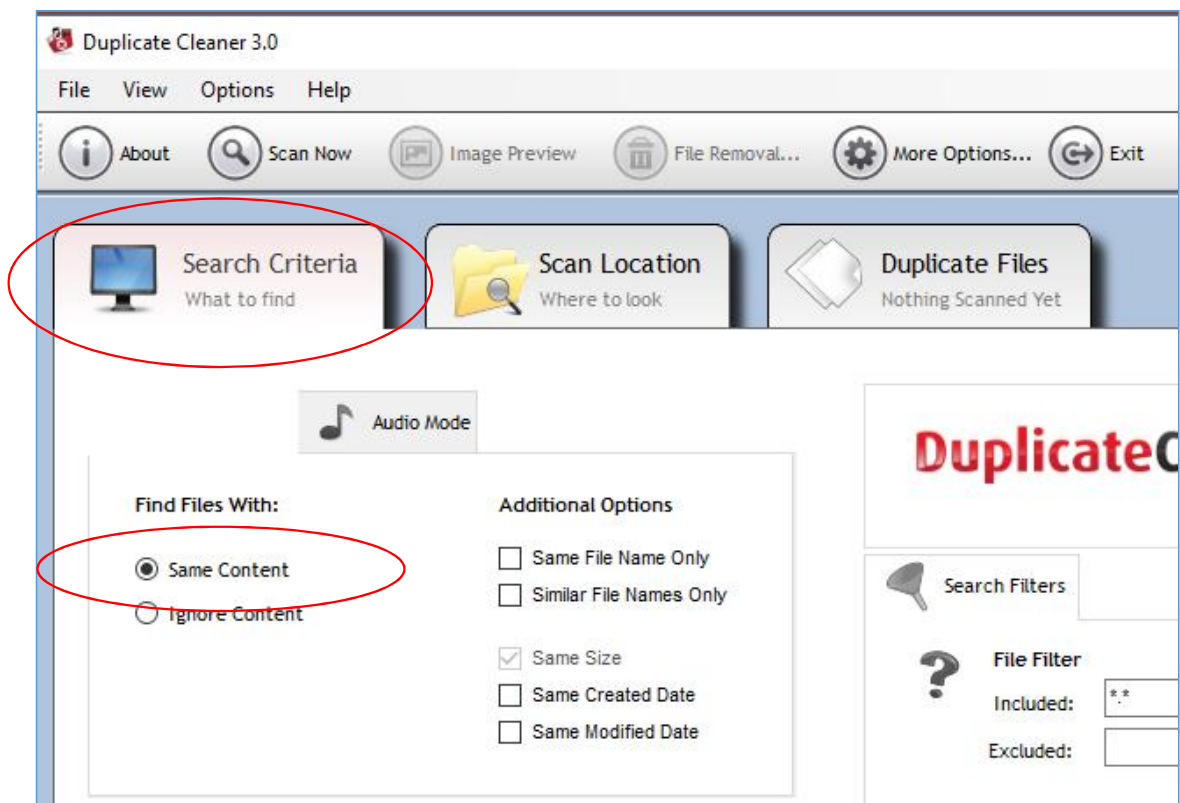 Duplicate Cleaner 3.0
File View Options Help
About Scan Now Image Preview File Removal... More Options... Exit
Search Criteria
What to find
Scan Location
Where to look
Duplicate Files
Nothing Scanned Yet
Audio Mode
DuplicateC
Find Files With:
Same Content
Ignore Content
Additional Options
Same File Name Only
Similar File Names Only
Same Size
Same Created Date
Same Modified Date
Search Filters
File Filter
Included: *.*
Excluded: